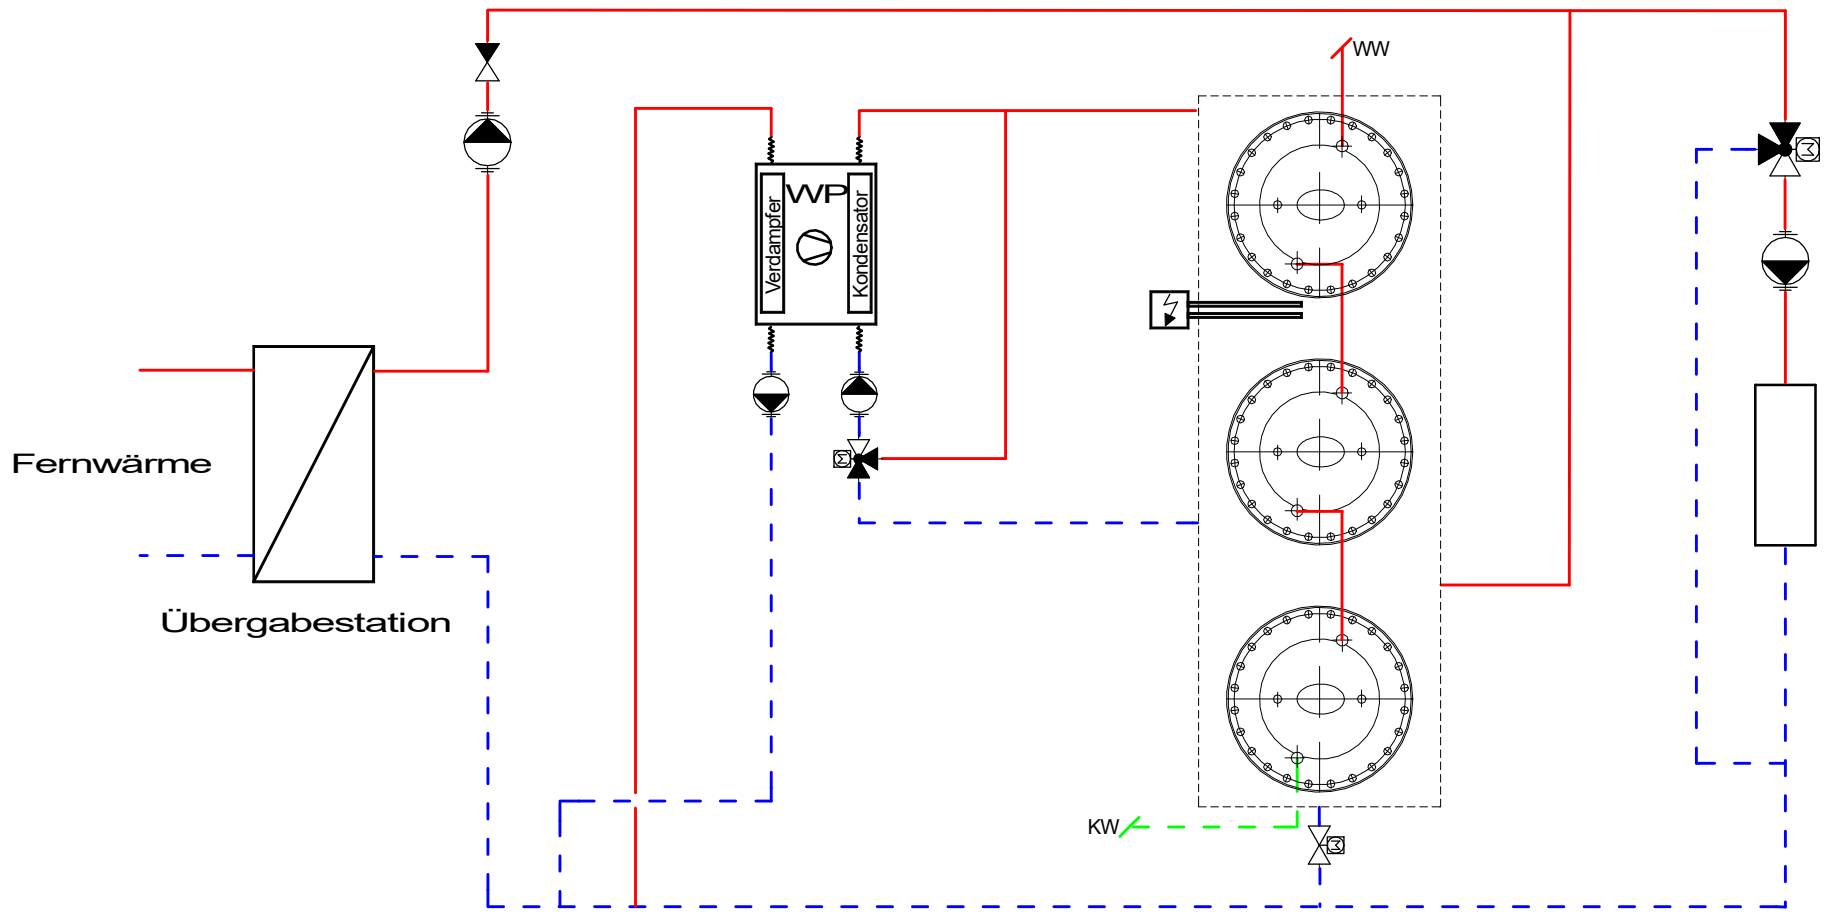 WW
WP
Verdampfer
Kondensator
M
M
Fernwärme
Übergabestation
KW
M